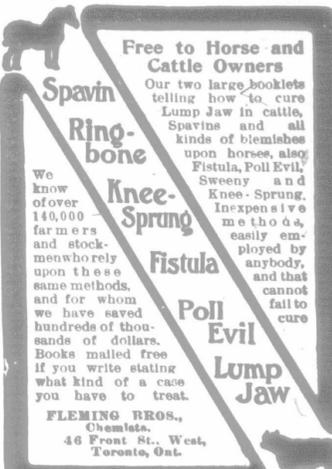 Free to Horse and
Cattle Owners
Our two large booklets
telling how to cure
Lump Jaw in cattle,
Spavins and all
kinds of blemishes
upon horses, also
Fistula, Poll Evil,
Sweeny and
Knee-Sprung.
Inexpensive
methods,
easily em-
ployed by
anybody,
and that
cannot
fail to
cure
Spavin
Ring-
bone
Knee-
Sprung
Fistula
Poll
Evil
Lump
Jaw
We
know
of over
140,000
farmers
and stock-
men who rely
upon these
same methods,
and for whom
we have saved
hundreds of thou-
sands of dollars.
Books mailed free
if you write stating
what kind of a case
you have to treat.
FLEMING BROS.,
Chemists.
46 Front St., West,
Toronto, Ont.